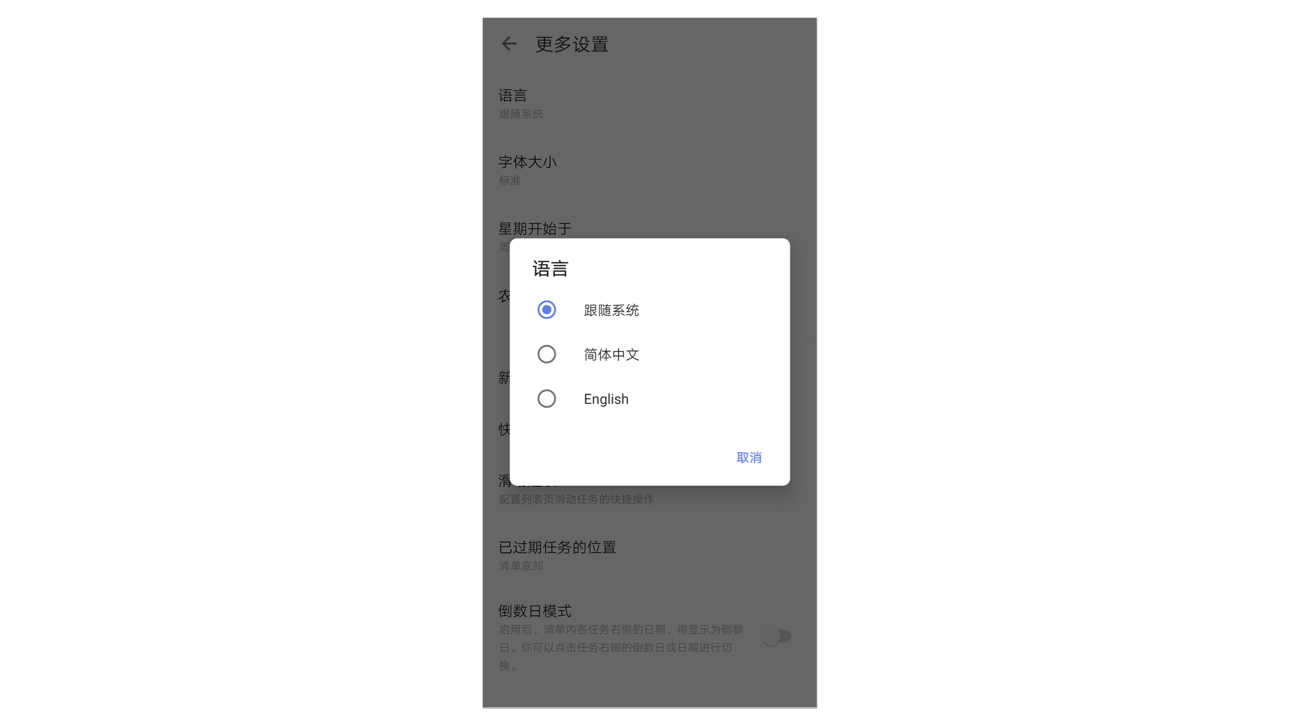 更多设置
语言
跟随系统
字体大小
标准
星期开始于
语言
跟随系统
简体中文
English
取消
农
新
快
滑
配置列表页滑动任务的快捷操作
已过期任务的位置
清单底部
倒数日模式
启用后，清单内各任务右侧的日期，将显示为倒数
日。你可以点击任务右侧的倒数日或日期进行切
换。